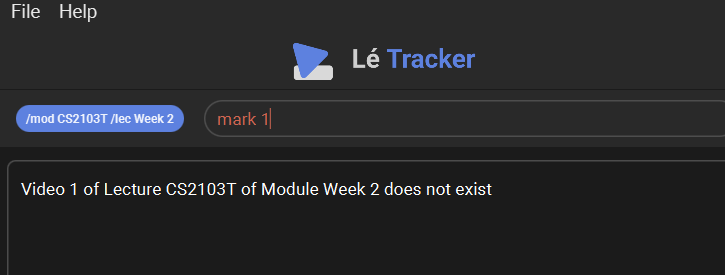 File Help
Lé Tracker
/mod CS2103T /lec Week 2
mark 1
Video 1 of Lecture CS2103T of Module Week 2 does not exist